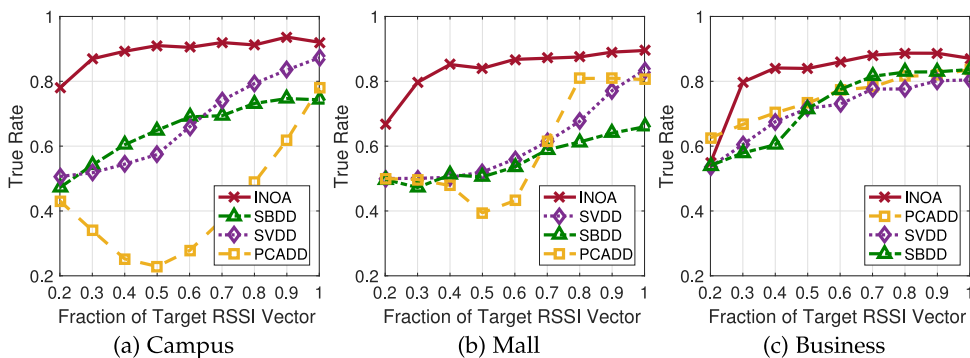 True Rate
1
0.8
0.6
0.4
0.2
INOA
SBDD
SVDD
PCADD
0.2 0.3 0.4 0.5 0.6 0.7 0.8 0.9 1
Fraction of Target RSSI Vector
(a) Campus
True Rate
1
0.8
0.6
0.4
0.2
INOA
SVDD
SBDD
PCADD
0.2 0.3 0.4 0.5 0.6 0.7 0.8 0.9 1
Fraction of Target RSSI Vector
(b) Mall
True Rate
1
0.8
0.6
0.4
0.2
INOA
PCADD
SVDD
SBDD
0.2 0.3 0.4 0.5 0.6 0.7 0.8 0.9 1
Fraction of Target RSSI Vector
(c) Business